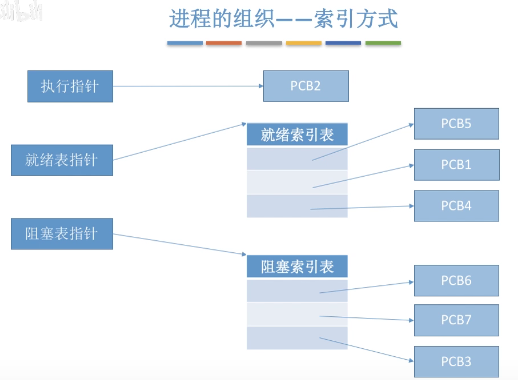 进程的组织——索引方式
执行指针
PCB2
就绪表指针
就绪索引表
PCB5
PCB1
PCB4
阻塞表指针
阻塞索引表
PCB6
PCB7
PCB3